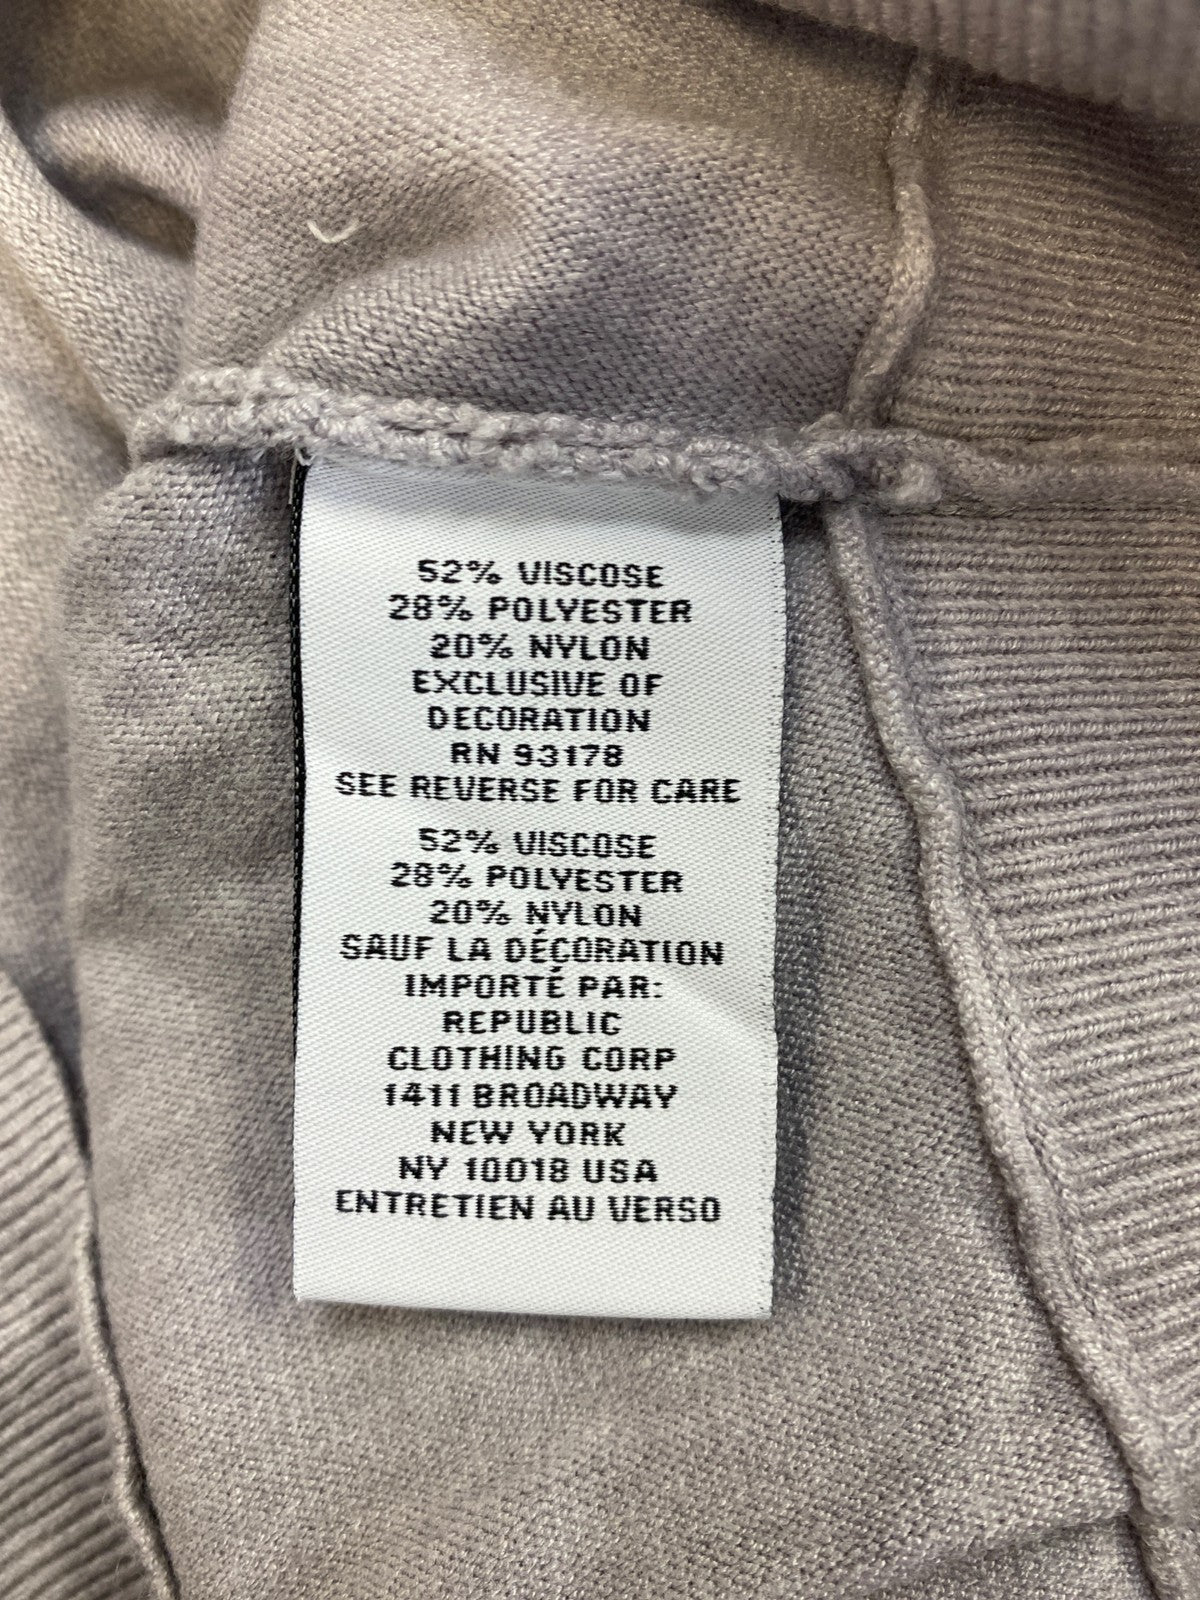 52% VISCOSE
28% POLYESTER
20% NYLON
EXCLUSIVE OF
DECORATION
RN 93178
SEE REVERSE FOR CARE
52% VISCOSE
28% POLYESTER
20% NYLON
SAUF LA DÉCORATION
IMPORTÉ PAR:
REPUBLIC
CLOTHING CORP
1411 BROADWAY
NEW YORK
NY 10018 USA
ENTRETIEN AU VERSO